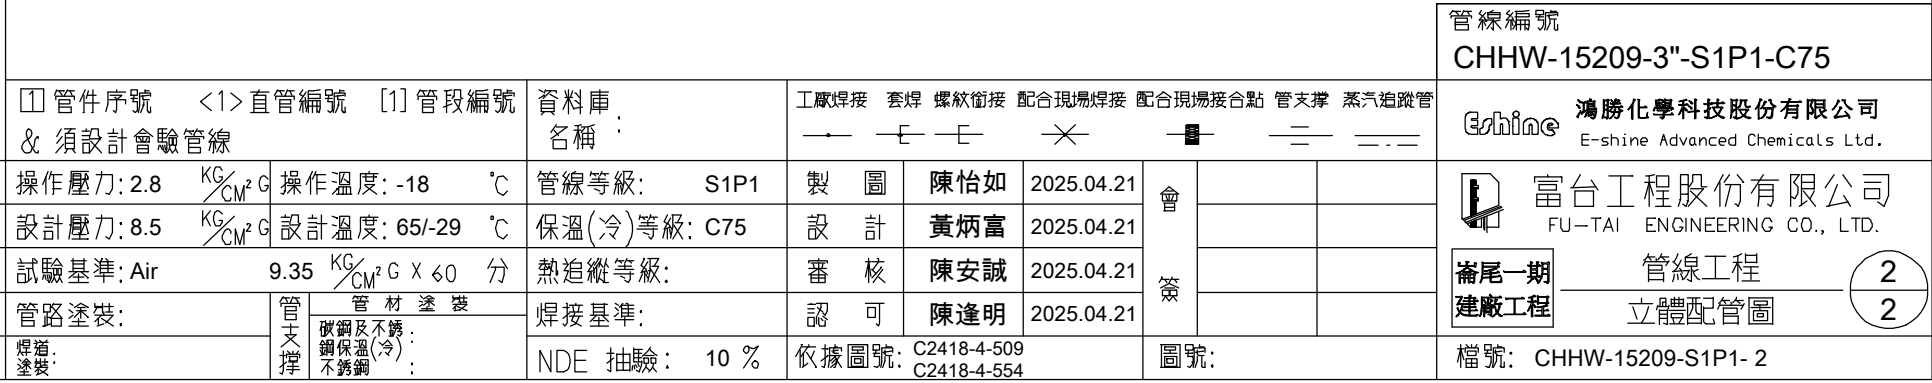 管線編號
CHHW-15209-3"-S1P1-C75
1 管件序號 <1>直管編號 [1]管段編號
& 須設計會驗管線
資料庫
名稱 :
工廠焊接 套焊 螺紋銜接 配合現場焊接 配合現場接合點 管支撐 蒸汽追蹤管
Eshine 鴻勝化學科技股份有限公司
E-shine Advanced Chemicals Ltd.
操作壓力: 2.8 KG/CM² G 操作溫度: -18 °C 管線等級: S1P1 製 圖 陳怡如 2025.04.21
設計壓力: 8.5 KG/CM² G 設計溫度: 65/-29 °C 保溫(冷)等級: C75 設 計 黃炳富 2025.04.21
試驗基準: Air 9.35 KG/CM² G X 60 分 熱追縱等級: 審 核 陳安誠 2025.04.21
管路塗裝: 焊接基準: 認 可 陳逢明 2025.04.21
會簽
富台工程股份有限公司
FU-TAI ENGINEERING CO., LTD.
崙尾一期
建廠工程
管線工程
立體配管圖
2
2
焊道:
塗裝:
管支撐
管 材 塗 裝
碳鋼及不銹 :
鋼保溫(冷)
不銹鋼 :
NDE 抽驗: 10 %
依據圖號: C2418-4-509
C2418-4-554
圖號:
檔號: CHHW-15209-S1P1- 2